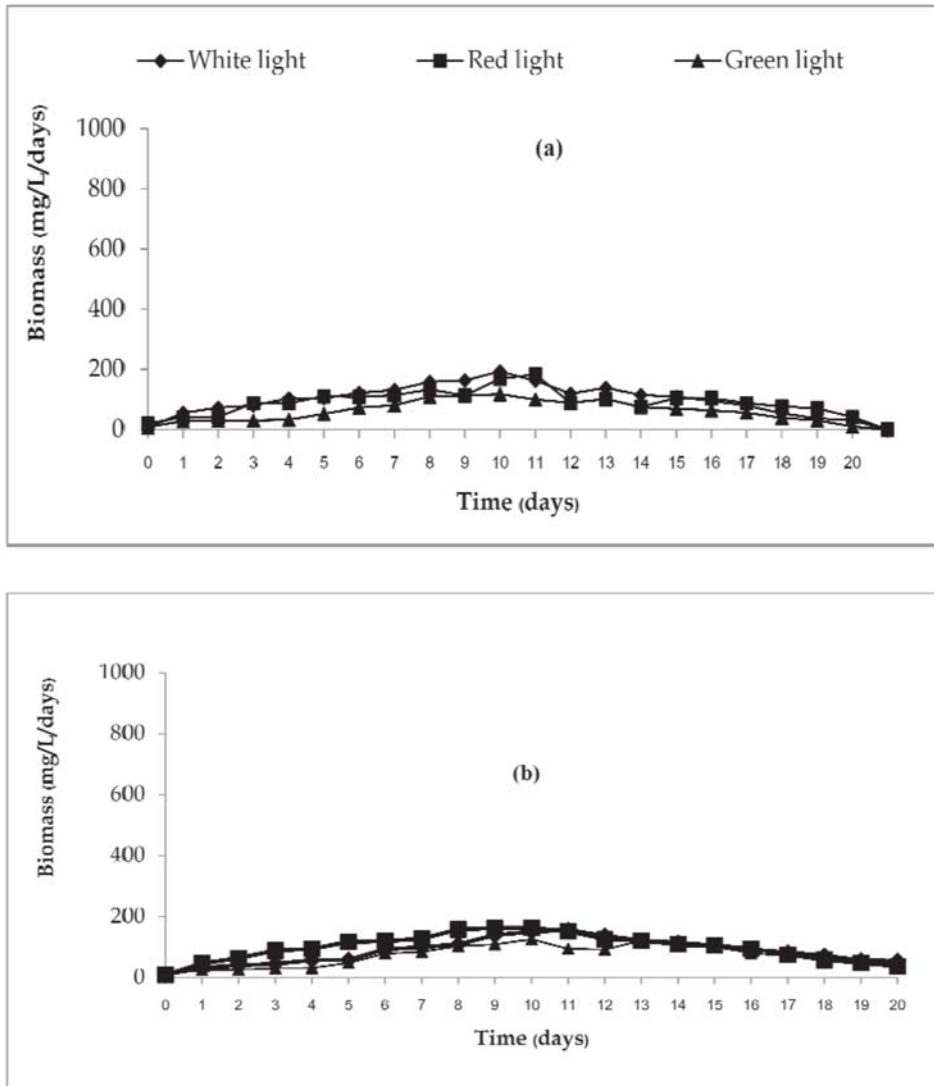 White light Red light Green light
1000
800
600
400
200
0
Biomass (mg/L/days)
(a)
0 1 2 3 4 5 6 7 8 9 10 11 12 13 14 15 16 17 18 19 20
Time (days)
1000
800
600
400
200
0
Biomass (mg/L/days)
(b)
0 1 2 3 4 5 6 7 8 9 10 11 12 13 14 15 16 17 18 19 20
Time (days)